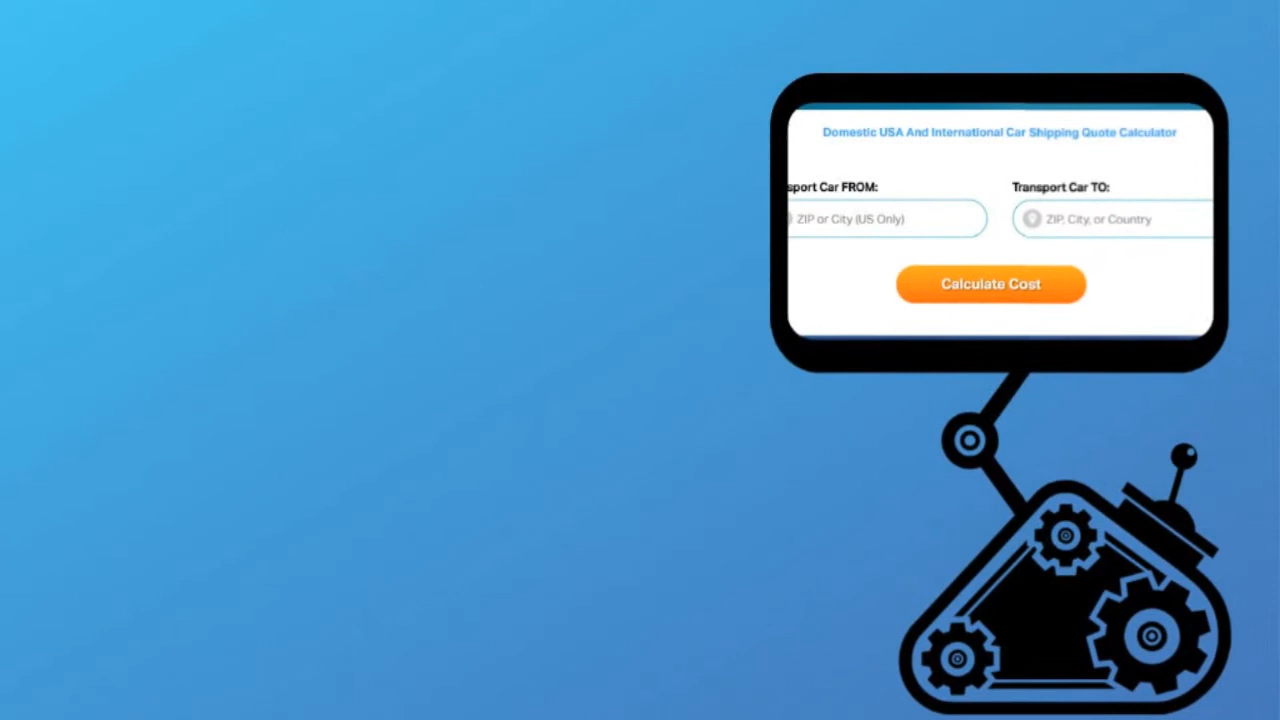 Domestic USA And International Car Shipping Quote Calculator
sport Car FROM:
Transport Car TO:
ZIP or City (US Only)
ZIP, City, or Country
Calculate Cost